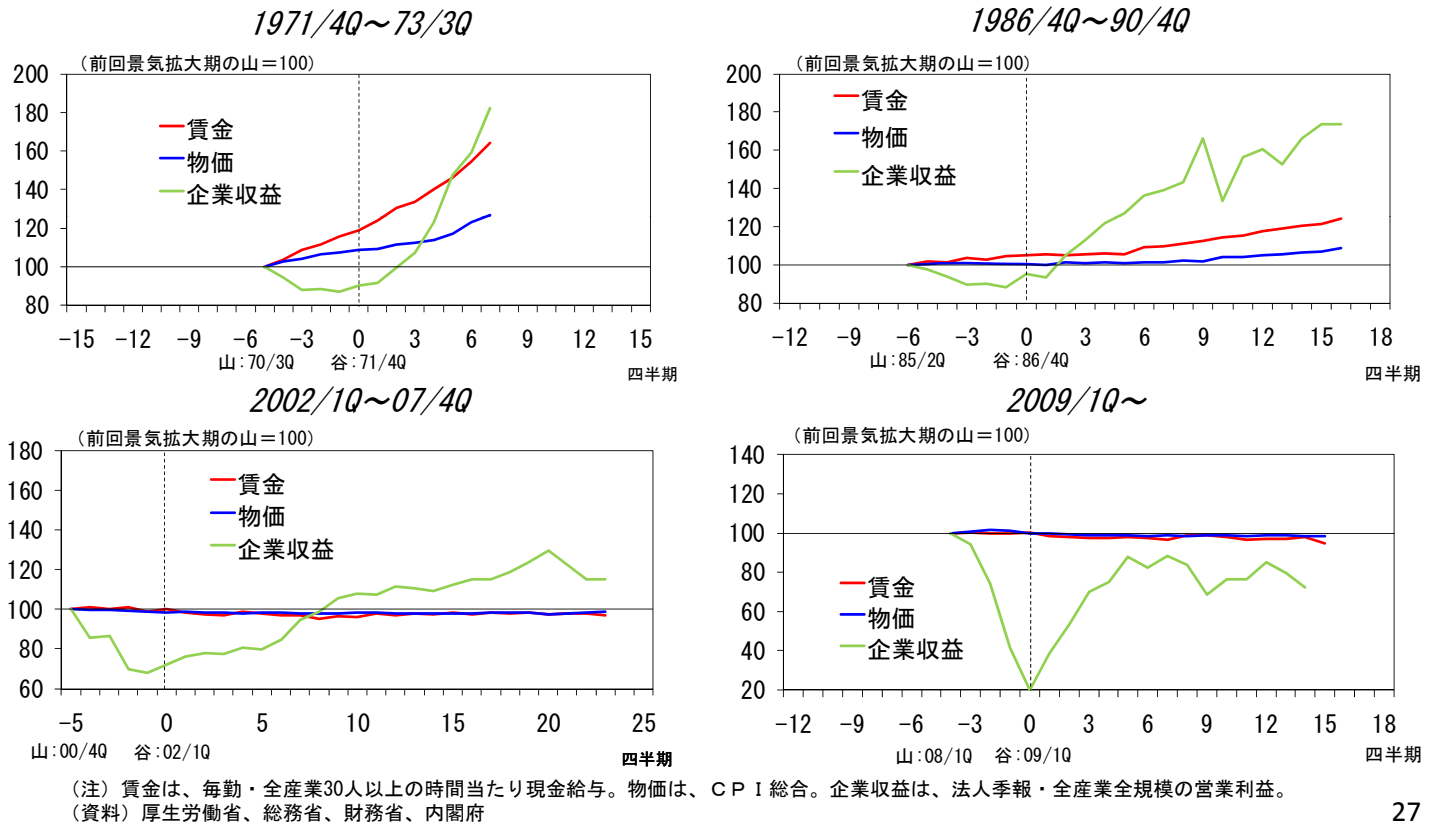 1971/4Q～73/3Q
（前回景気拡大期の山＝100）
200
180
160
140
120
100
80
賃金
物価
企業収益
-15 -12 -9 -6 -3 0 3 6 9 12 15
山：70/3Q 谷：71/4Q
四半期
1986/4Q～90/4Q
（前回景気拡大期の山＝100）
200
180
160
140
120
100
80
賃金
物価
企業収益
-12 -9 -6 -3 0 3 6 9 12 15 18
山：85/2Q 谷：86/4Q
四半期
2002/1Q～07/4Q
（前回景気拡大期の山＝100）
180
160
140
120
100
80
60
賃金
物価
企業収益
-5 0 5 10 15 20 25
山：00/4Q 谷：02/1Q
四半期
2009/1Q～
（前回景気拡大期の山＝100）
140
120
100
80
60
40
20
賃金
物価
企業収益
-12 -9 -6 -3 0 3 6 9 12 15 18
山：08/1Q 谷：09/1Q
四半期
（注）賃金は、毎勤・全産業30人以上の時間当たり現金給与。物価は、ＣＰＩ総合。企業収益は、法人季報・全産業全規模の営業利益。
（資料）厚生労働省、総務省、財務省、内閣府
27